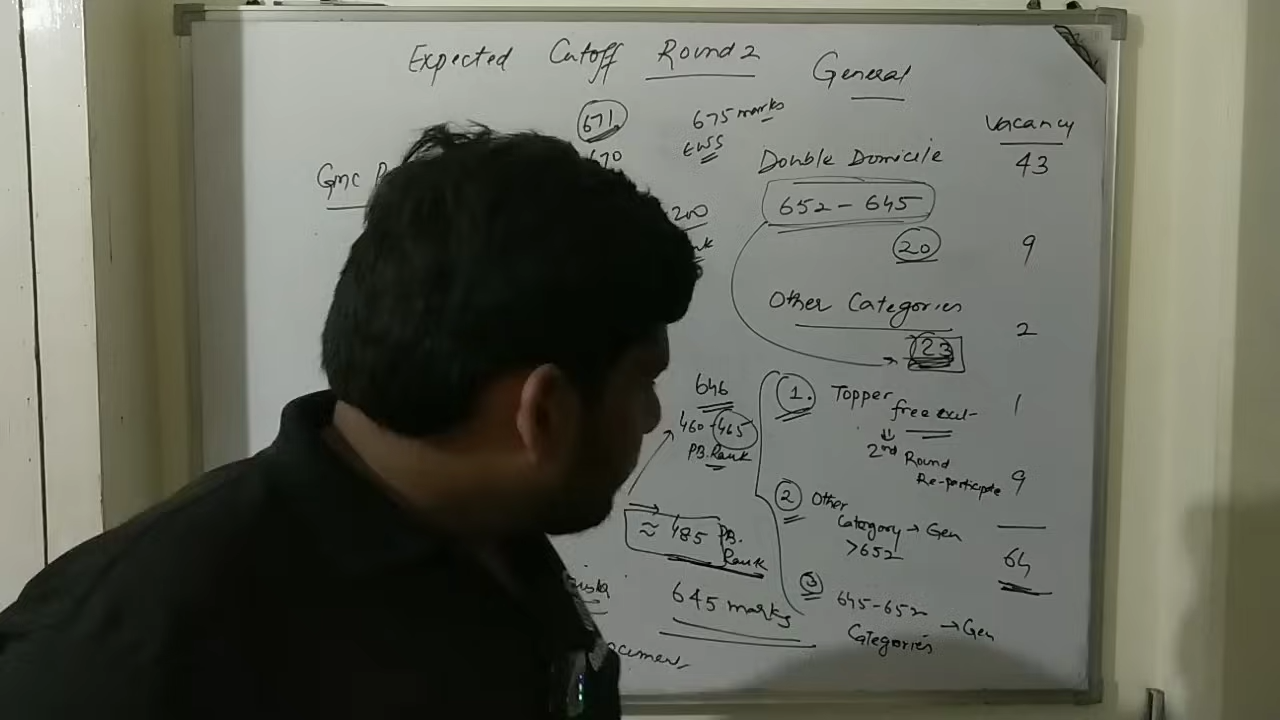 Expected Cutoff Round 2 General
671
675 marks
EWS
Gmc
Double Domicile
652 - 645
20
Other Categories
23
646
460 - 465
PB. Rank
≈ 485 PB.
Rank
645 marks
1. Topper
free exit
2nd Round
Re-participate
2 Other
Category → Gen
>652
3 645-652
Categories → Gen
Vacancy
43
9
2
1
9
64